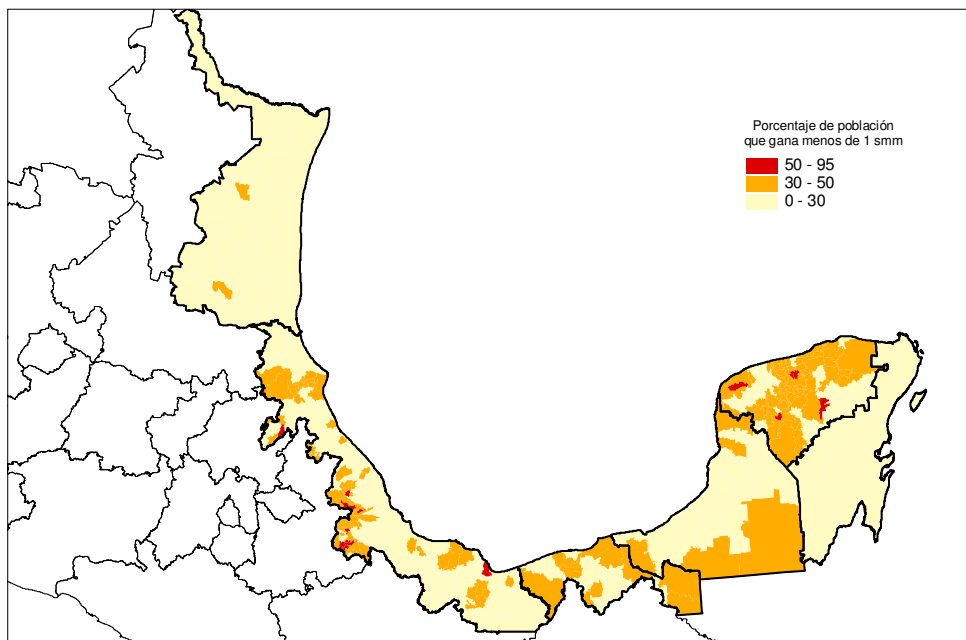 Porcentaje de población
que gana menos de 1 smm
50 - 95
30 - 50
0 - 30